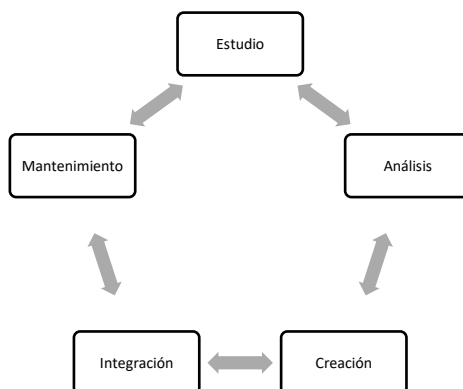 Estudio
Mantenimiento
Análisis
Integración
Creación